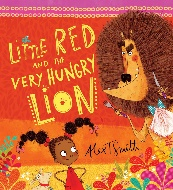 LITTLE RED
AND THE
VERY HUNGRY
LION
Alex T. Smith